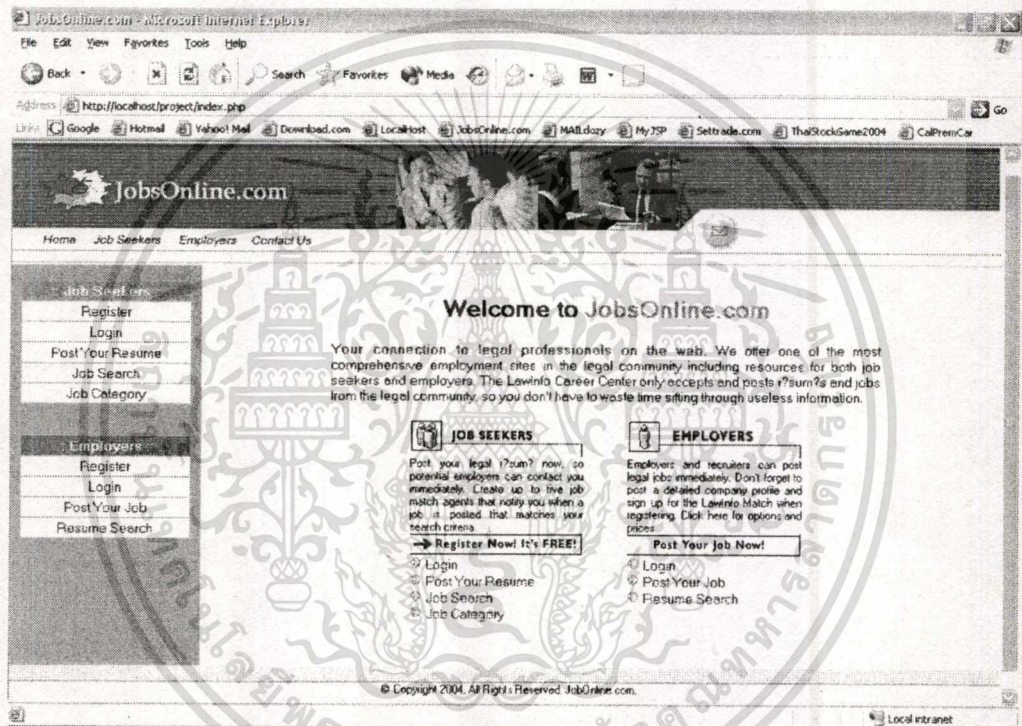 JobsOnline.com - Microsoft Internet Explorer
File Edit View Favorites Tools Help
Back Search Favorites Media
Address http://localhost/project/index.php Go
Links Google Hotmail Yahoo! Mail Download.com LocalHost JobsOnline.com MAILdozy MyJSP Settrade.com ThaiStockGame2004 CalPremCar
JobsOnline.com
Home Job Seekers Employers Contact Us
Job Seekers
Register
Login
Post Your Resume
Job Search
Job Category
Employers
Register
Login
Post Your Job
Resume Search
Welcome to JobsOnline.com
Your connection to legal professionals on the web. We offer one of the most
comprehensive employment sites in the legal community including resources for both job
seekers and employers. The Lawinfo Career Center only accepts and posts r?sum?s and jobs
from the legal community, so you don't have to waste time sifting through useless information.
JOB SEEKERS
Post your legal r?sum? now, so
potential employers can contact you
immediately. Create up to five job
match agents that notify you when a
job is posted that matches your
search criteria.
Register Now! It's FREE!
Login
Post Your Resume
Job Search
Job Category
EMPLOYERS
Employers and recruiters can post
legal jobs immediately. Don't forget to
post a detailed company profile and
sign up for the Lawinfo Match when
registering. Click here for options and
prices.
Post Your Job Now!
Login
Post Your Job
Resume Search
© Copyright 2004, All Rights Reserved. JobOnline.com.
Local intranet